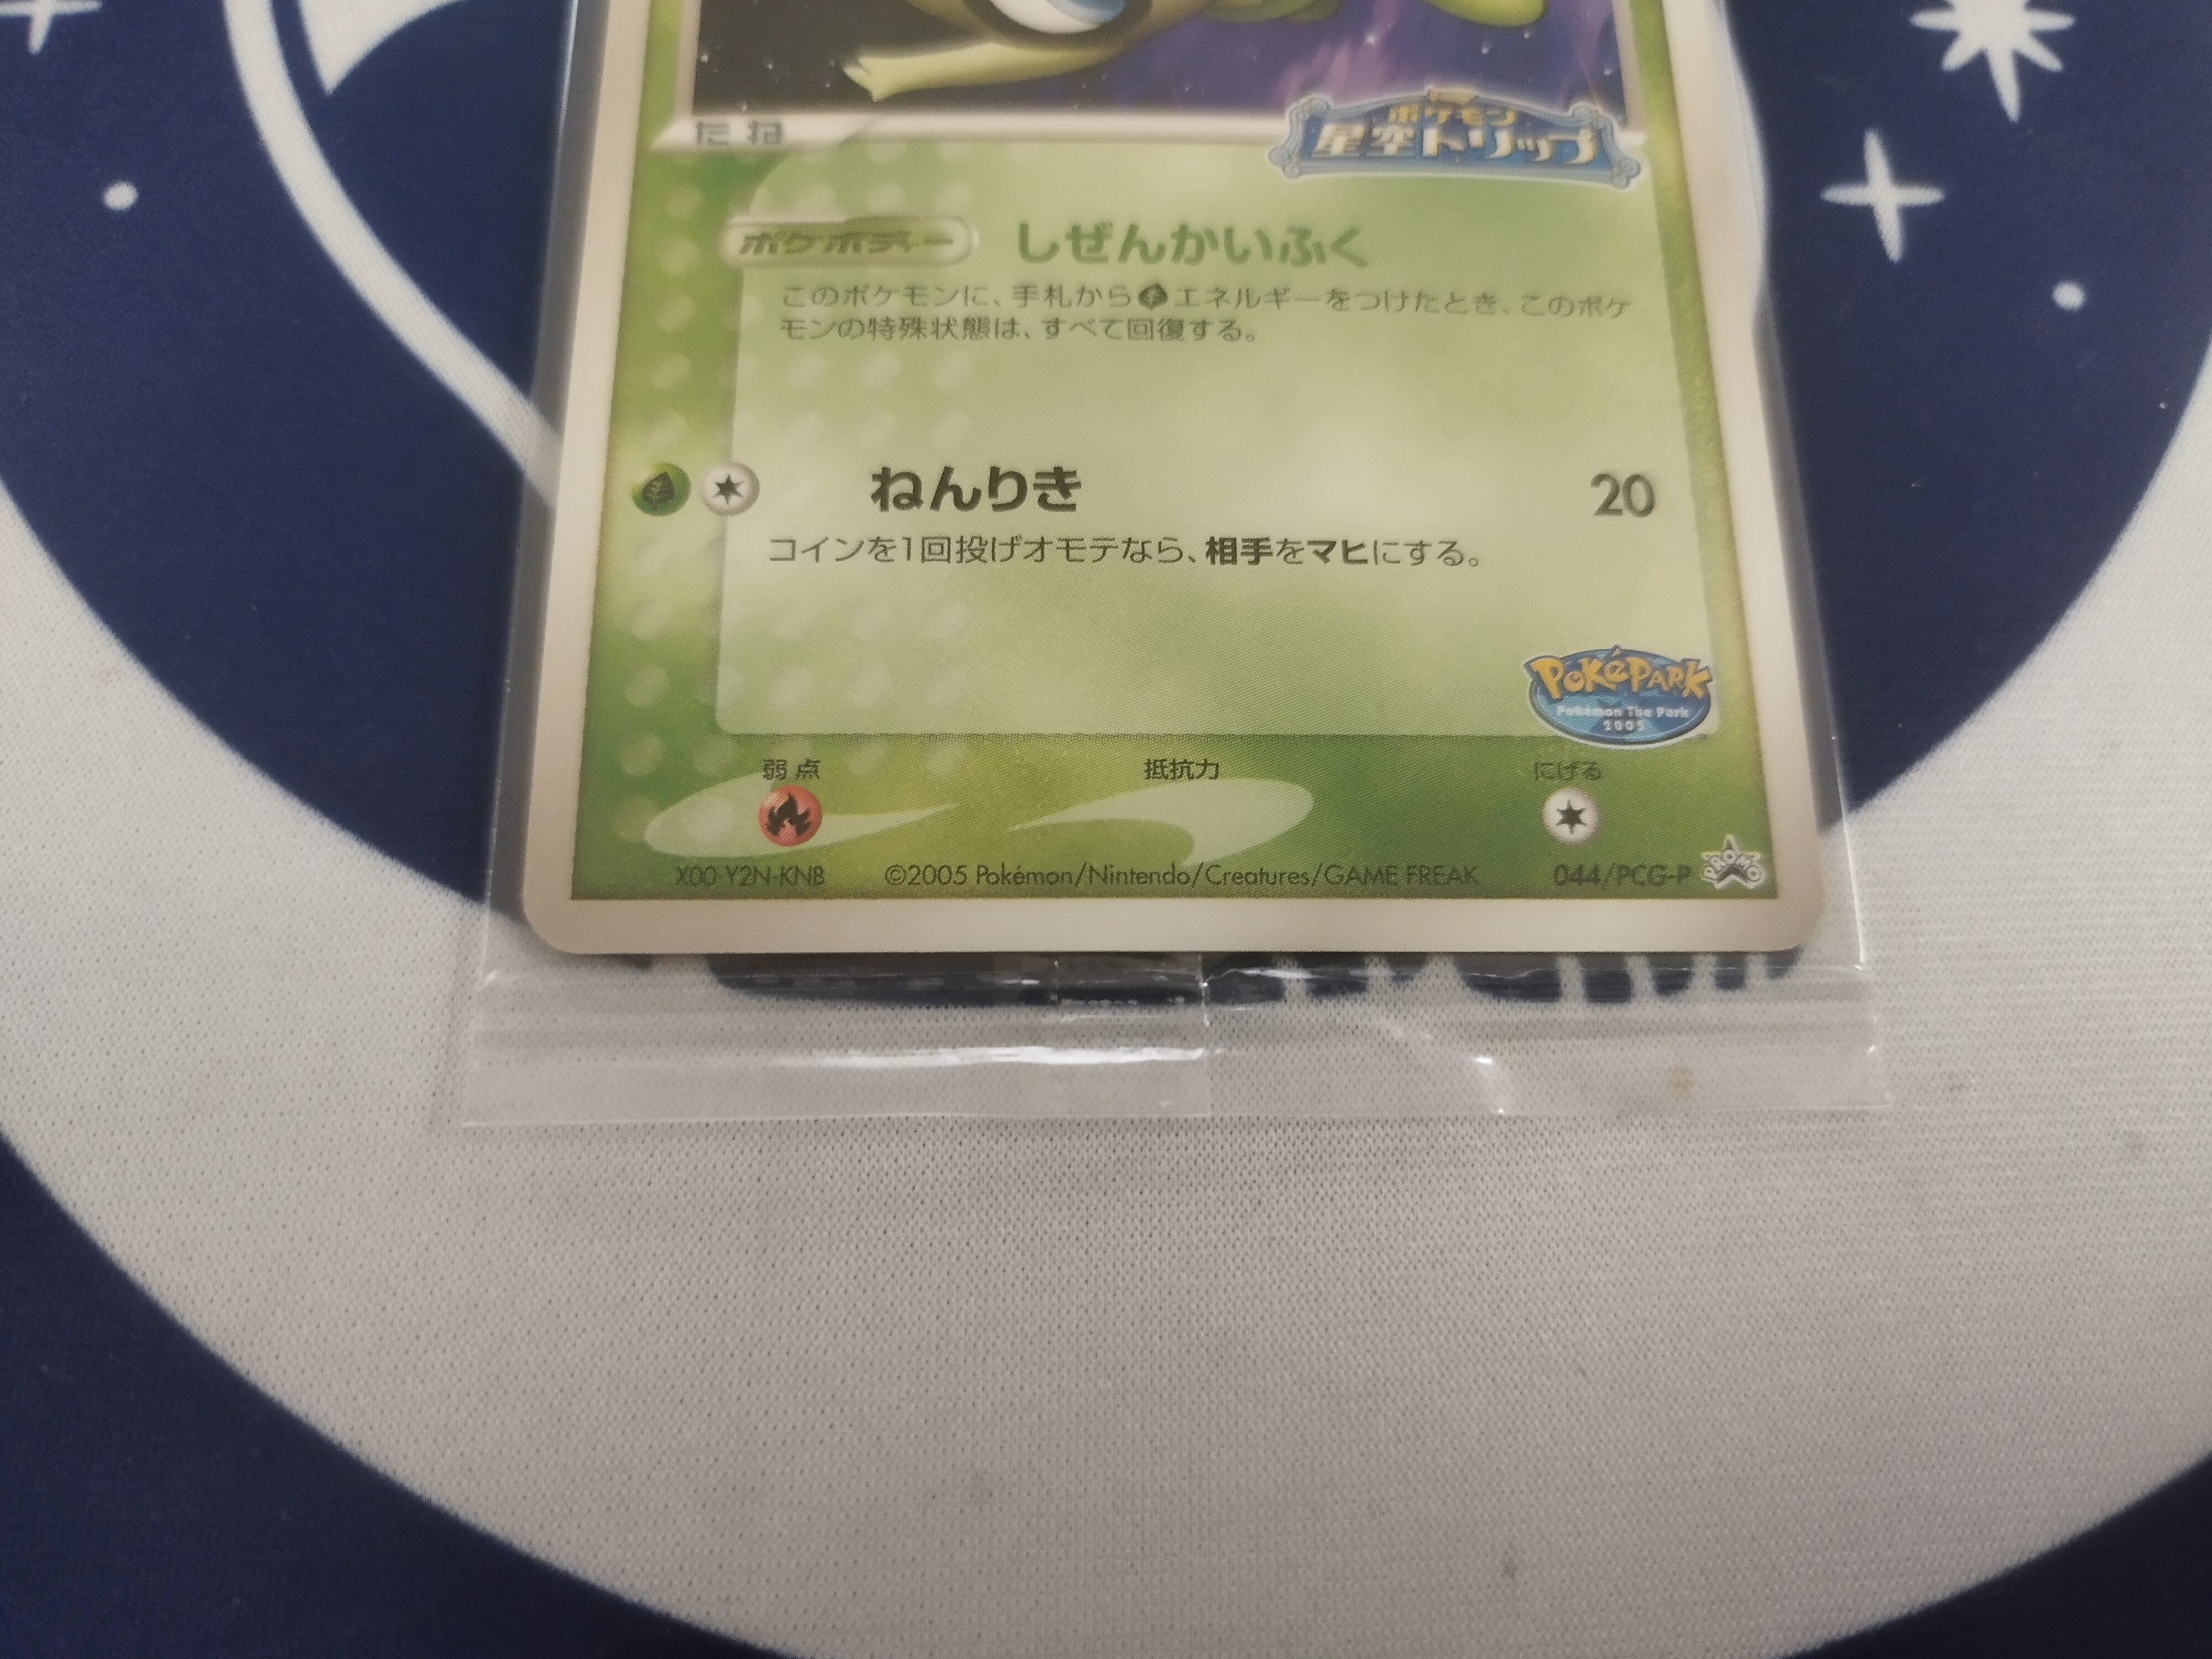 たね
ポケモン
星空トリップ
ポケボディー しぜんかいふく
このポケモンに、手札からエネルギーをつけたとき、このポケ
モンの特殊状態は、すべて回復する。
ねんりき 20
コインを1回投げオモテなら、相手をマヒにする。
POKéPARK
Pokémon The Park
2005
弱点 抵抗力 にげる
X00-Y2N-KNB ©2005 Pokémon/Nintendo/Creatures/GAME FREAK 044/PCG-P PROMO